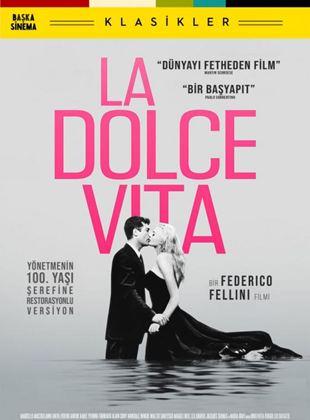 BAŞKA
SİNEMA
KLASİKLER
“DÜNYAYI FETHEDEN FİLM”
MARTIN SCORSESE
“BİR BAŞYAPIT”
PAOLO SORRENTINO
LA
DOLCE
VITA
YÖNETMENİN
100. YAŞI
ŞEREFİNE
RESTORASYONLU
VERSİYON
BİR FEDERICO
FELLINI FİLMİ